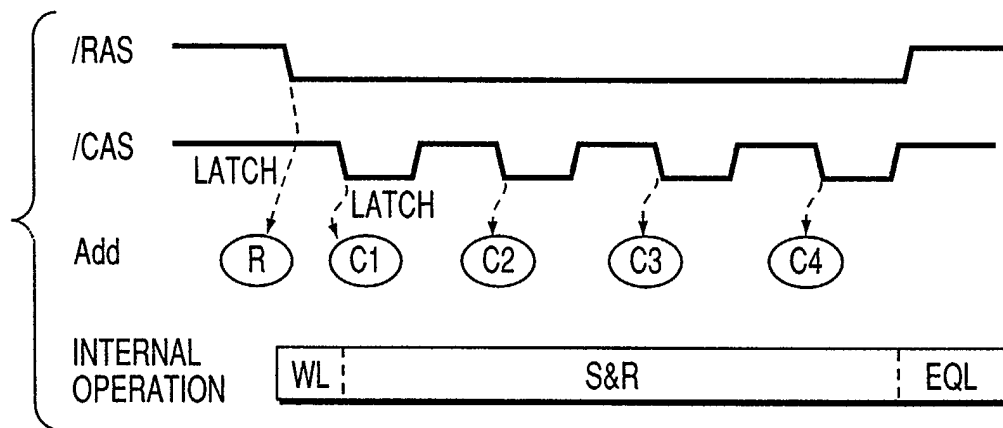 /RAS
/CAS
LATCH
LATCH
Add R C1 C2 C3 C4
INTERNAL
OPERATION
WL S&R EQL